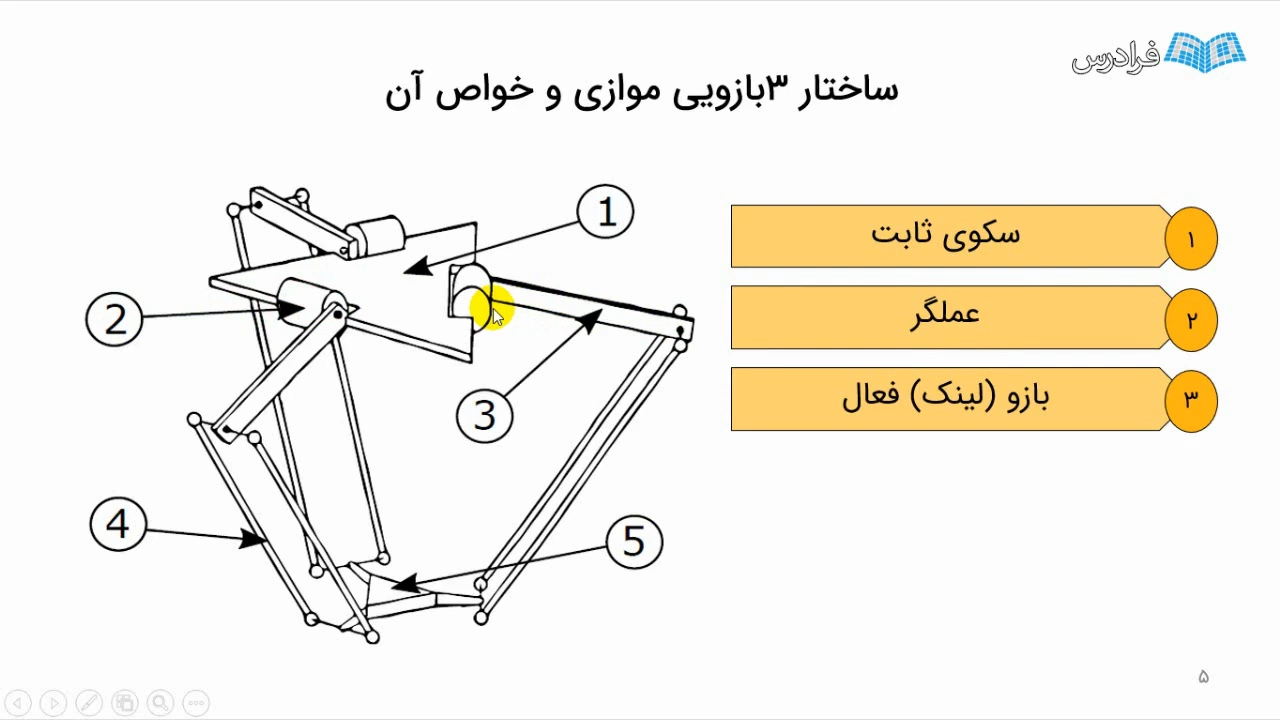 فرادرس
ساختار ۳بازویی موازی و خواص آن
1
2
3
4
5
سکوی ثابت
۱
عملگر
۲
بازو (لینک) فعال
۳
۵